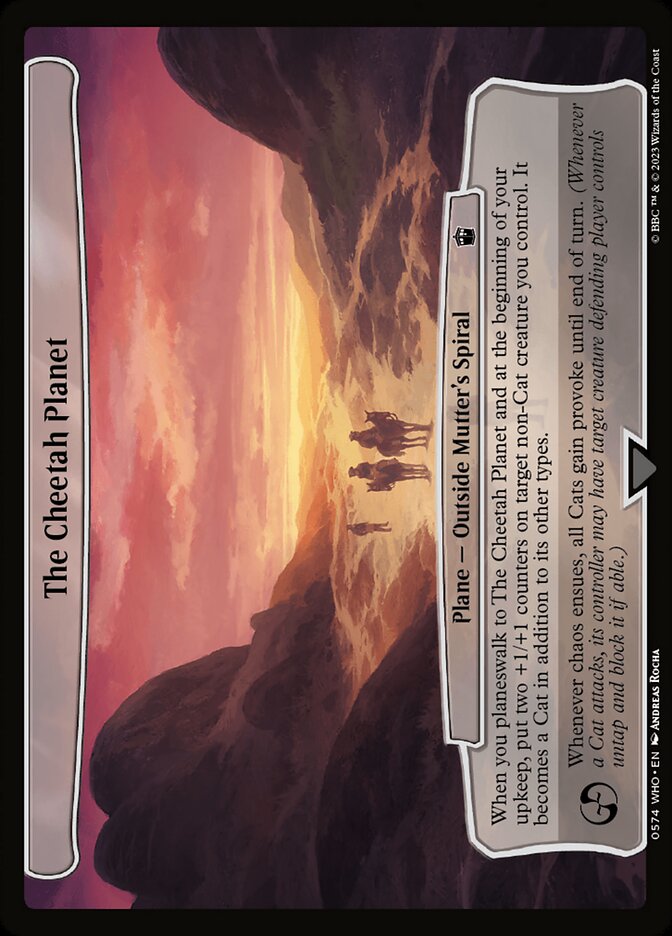 The Cheetah Planet
Plane — Outside Mutter's Spiral
When you planeswalk to The Cheetah Planet and at the beginning of your
upkeep, put two +1/+1 counters on target non-Cat creature you control. It
becomes a Cat in addition to its other types.
Whenever chaos ensues, all Cats gain provoke until end of turn. (Whenever
a Cat attacks, its controller may have target creature defending player controls
untap and block it if able.)
0574 WHO • EN Andreas Rocha
© BBC ™ & © 2023 Wizards of the Coast